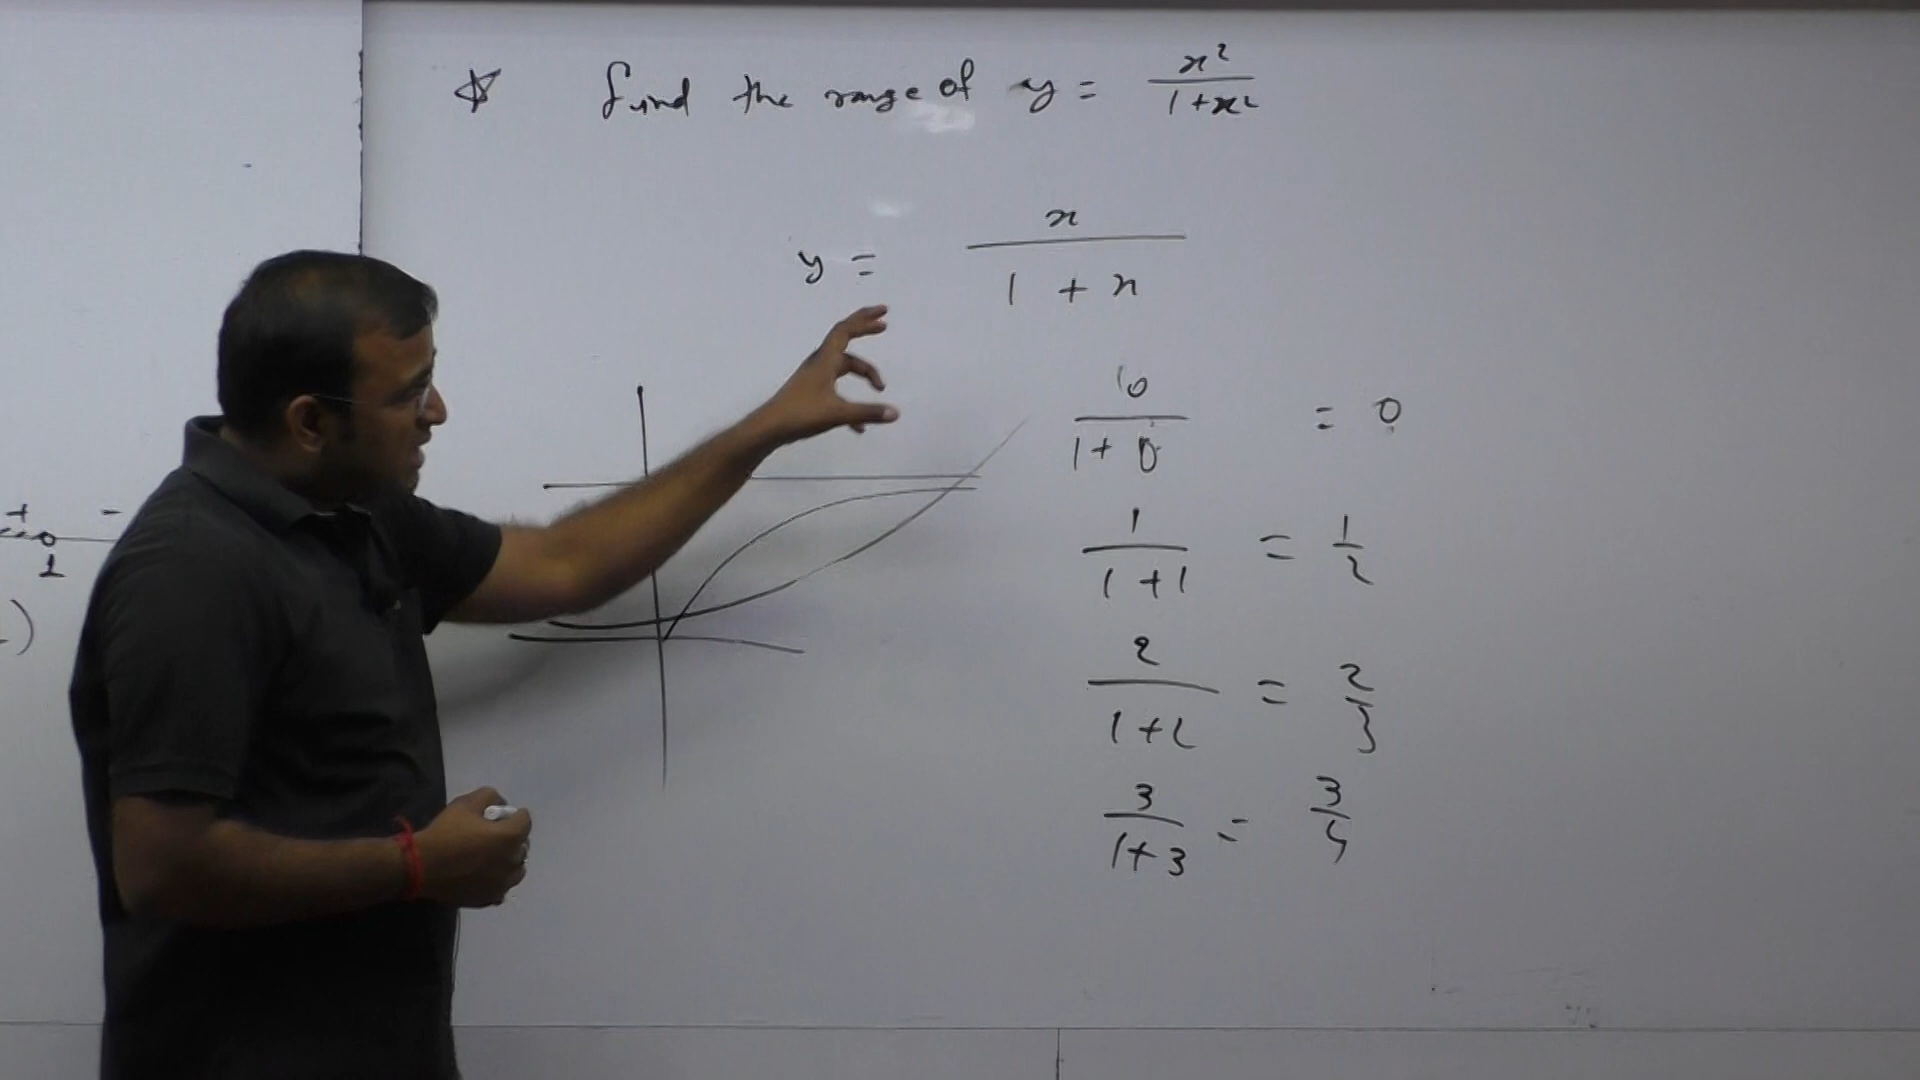 ☆ find the range of y = x²/(1+x²)
y = x/(1 + x)
0/(1+0) = 0
1/(1+1) = 1/2
2/(1+2) = 2/3
3/(1+3) = 3/4
+ -
1
)